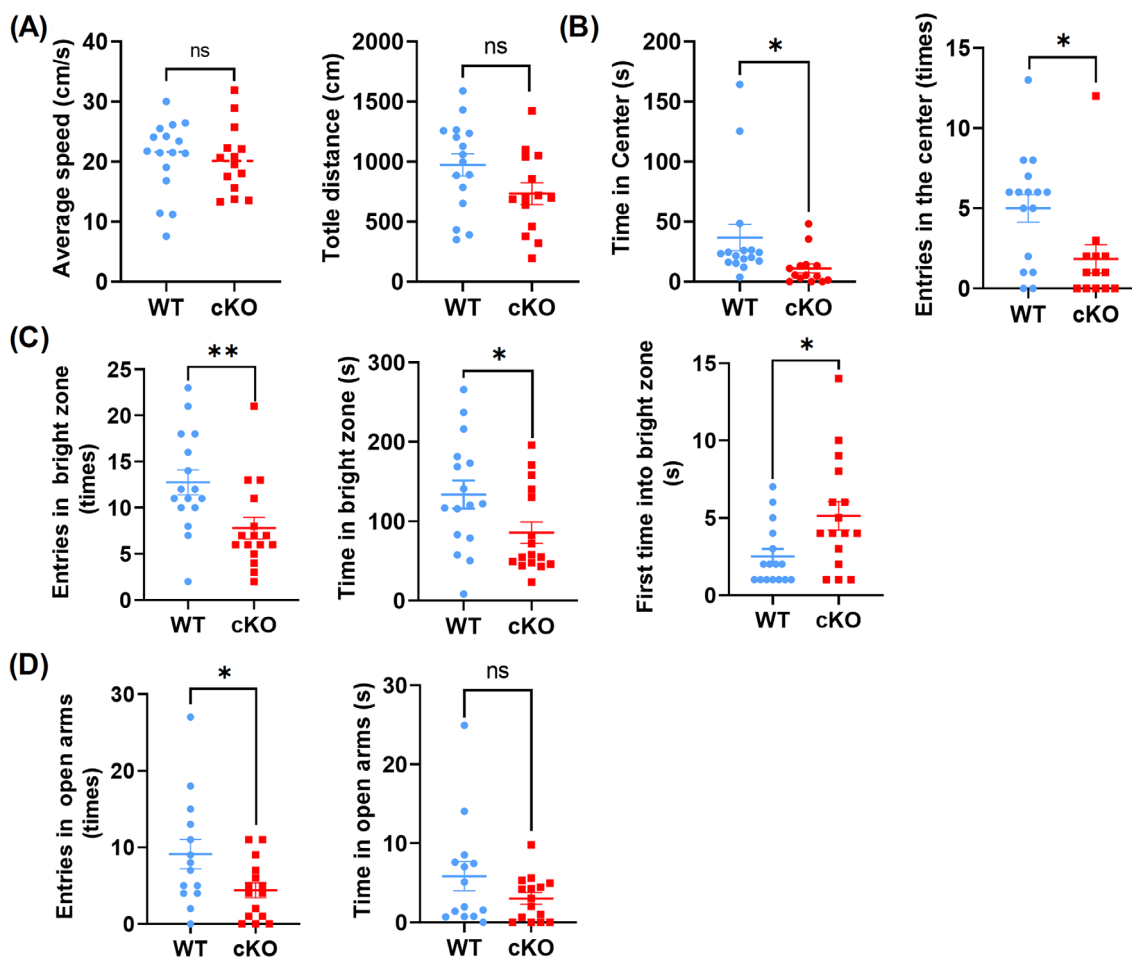 (A)
Average speed (cm/s)
40
30
20
10
0
ns
WT
cKO
Totle distance (cm)
2000
1500
1000
500
0
ns
WT
cKO
(B)
Time in Center (s)
200
150
100
50
0
*
WT
cKO
Entries in the center (times)
15
10
5
0
*
WT
cKO
(C)
Entries in bright zone
(times)
25
20
15
10
5
0
**
WT
cKO
Time in bright zone (s)
300
200
100
0
*
WT
cKO
First time into bright zone
(s)
15
10
5
0
*
WT
cKO
(D)
Entries in open arms
(times)
30
20
10
0
*
WT
cKO
Time in open arms (s)
30
20
10
0
ns
WT
cKO